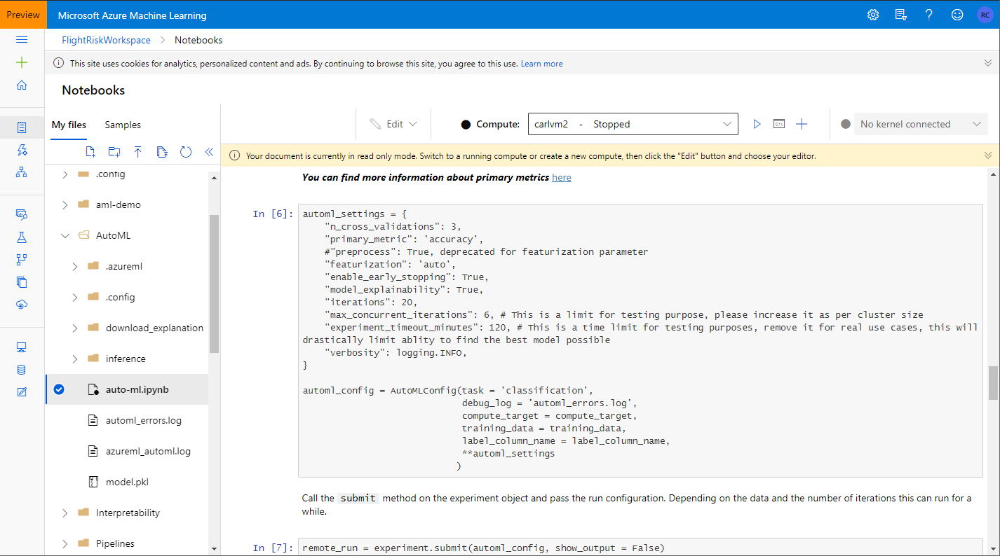 Preview
Microsoft Azure Machine Learning
RC
FlightRiskWorkspace > Notebooks
This site uses cookies for analytics, personalized content and ads. By continuing to browse this site, you agree to this use. Learn more
Notebooks
My files
Samples
Edit
Compute:
carlvm2 - Stopped
No kernel connected
Your document is currently in read only mode. Switch to a running compute or create a new compute, then click the "Edit" button and choose your editor.
.config
aml-demo
AutoML
.azureml
.config
download_explanation
inference
auto-ml.ipynb
automl_errors.log
azureml_automl.log
model.pkl
Interpretability
Pipelines
You can find more information about primary metrics here
In [6]:
automl_settings = {
    "n_cross_validations": 3,
    "primary_metric": 'accuracy',
    #"preprocess": True, deprecated for featurization parameter
    "featurization": 'auto',
    "enable_early_stopping": True,
    "model_explainability": True,
    "iterations": 20,
    "max_concurrent_iterations": 6, # This is a limit for testing purpose, please increase it as per cluster size
    "experiment_timeout_minutes": 120, # This is a time limit for testing purposes, remove it for real use cases, this will
drastically limit ablity to find the best model possible
    "verbosity": logging.INFO,
}
automl_config = AutoMLConfig(task = 'classification',
                             debug_log = 'automl_errors.log',
                             compute_target = compute_target,
                             training_data = training_data,
                             label_column_name = label_column_name,
                             **automl_settings
                            )
Call the submit method on the experiment object and pass the run configuration. Depending on the data and the number of iterations this can run for a
while.
In [7]:
remote_run = experiment.submit(automl_config, show_output = False)